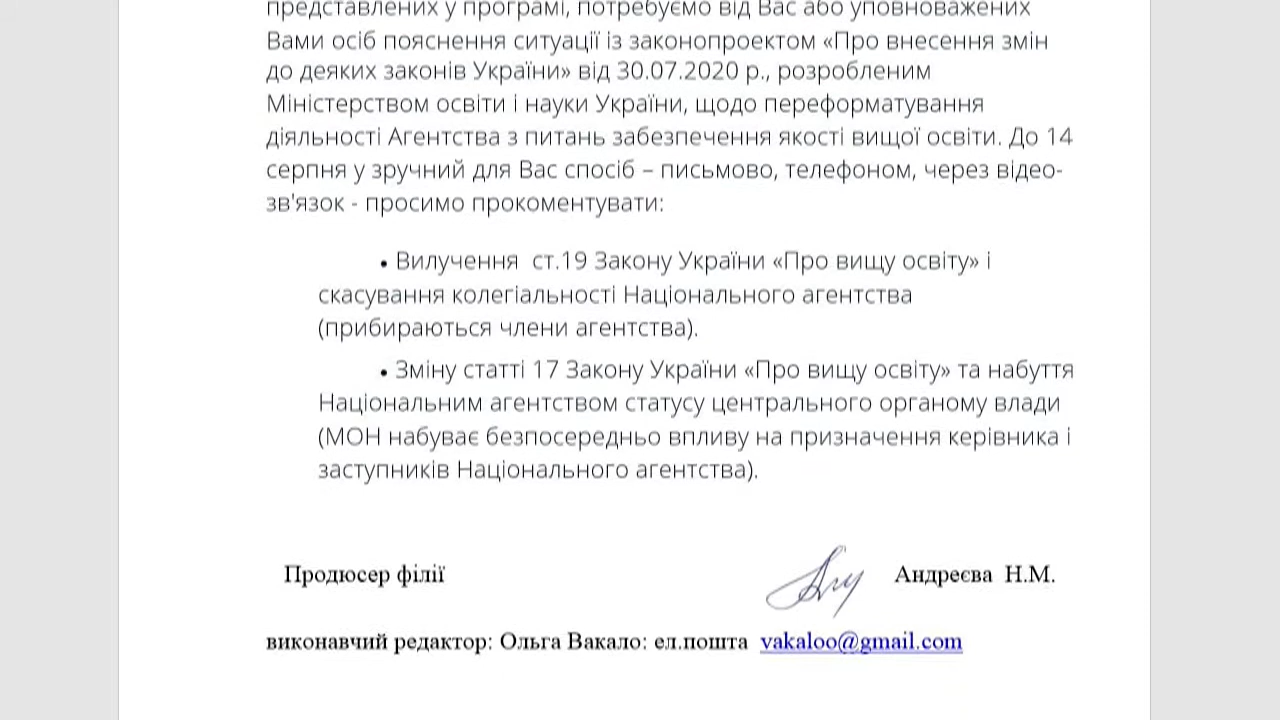 представлених у програмі, потребуємо від Вас або уповноважених
Вами осіб пояснення ситуації із законопроектом «Про внесення змін
до деяких законів України» від 30.07.2020 р., розробленим
Міністерством освіти і науки України, щодо переформатування
діяльності Агентства з питань забезпечення якості вищої освіти. До 14
серпня у зручний для Вас спосіб – письмово, телефоном, через відео-
зв'язок - просимо прокоментувати:
• Вилучення ст.19 Закону України «Про вищу освіту» і
скасування колегіальності Національного агентства
(прибираються члени агентства).
• Зміну статті 17 Закону України «Про вищу освіту» та набуття
Національним агентством статусу центрального органому влади
(МОН набуває безпосередньо впливу на призначення керівника і
заступників Національного агентства).
Продюсер філії Андреєва Н.М.
виконавчий редактор: Ольга Вакало: ел.пошта vakaloo@gmail.com